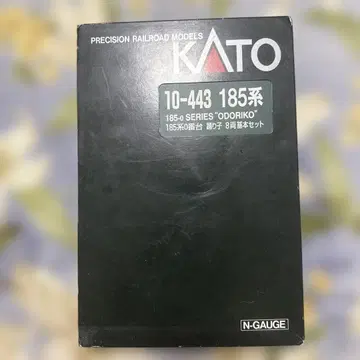 PRECISION RAILROAD MODELS
KATO
10-443 185系
185-0 SERIES "ODORIKO"
185系0番台 踊り子 8両基本セット
N-GAUGE